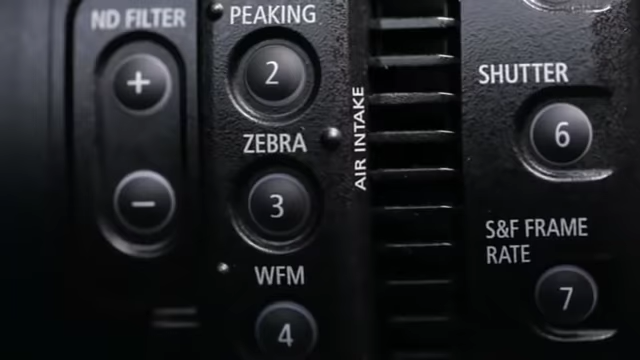 ND FILTER
+
−
PEAKING
2
ZEBRA
3
WFM
4
AIR INTAKE
SHUTTER
6
S&F FRAME
RATE
7